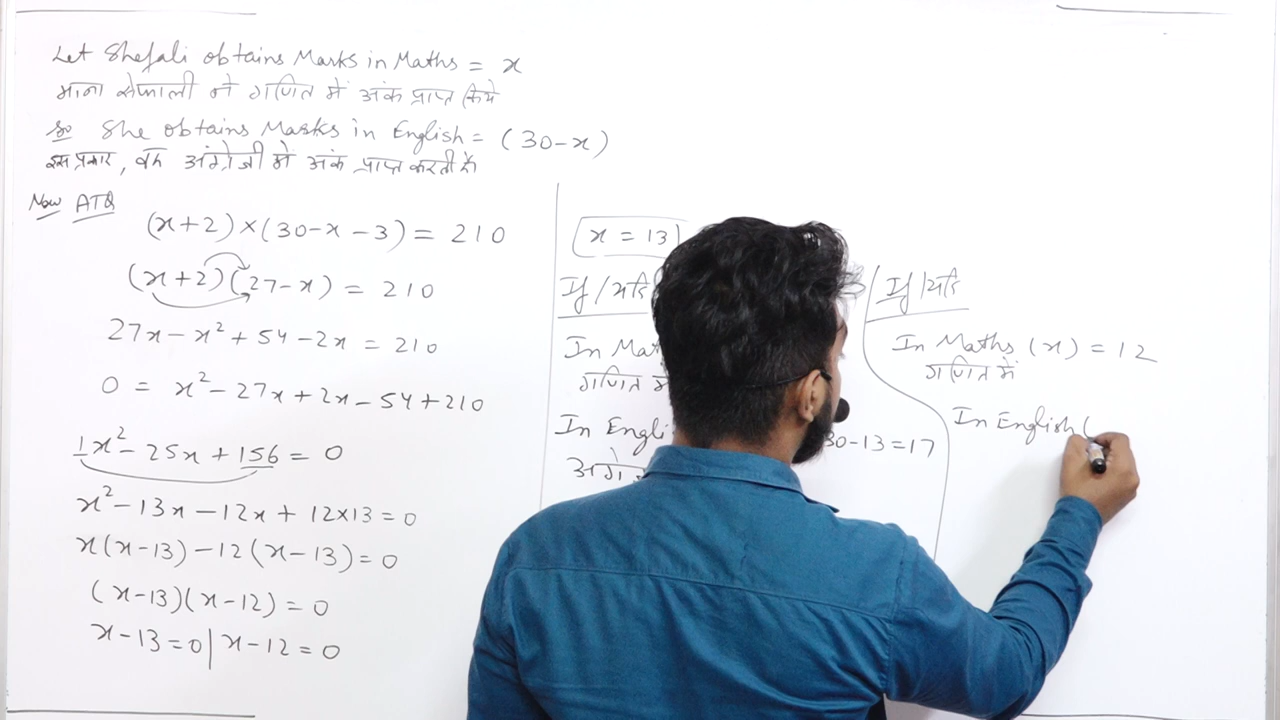 Let Shefali obtains Marks in Maths = x
माना सेफाली ने गणित में अंक प्राप्त किये
So She obtains Marks in English = (30-x)
इस प्रकार, वह अंग्रेजी में अंक प्राप्त करती है
Now ATQ
(x+2)×(30-x-3) = 210
(x+2)(27-x) = 210
27x - x² + 54 - 2x = 210
0 = x² - 27x + 2x - 54 + 210
1x² - 25x + 156 = 0
x² - 13x - 12x + 12×13 = 0
x(x-13) - 12(x-13) = 0
(x-13)(x-12) = 0
x-13 = 0 | x-12 = 0
x = 13
If/यदि
In Mat
गणित में
In Engli 30-13 = 17
If/यदि
In Maths (x) = 12
गणित में
In English (